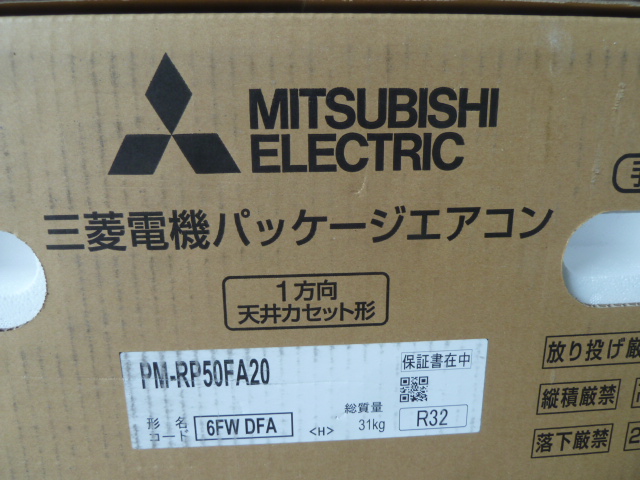 MITSUBISHI
ELECTRIC
三菱電機パッケージエアコン
1方向
天井カセット形
PM-RP50FA20
保証書在中
形名
コード
6FW DFA
<H>
総質量
31kg
R32
放り投げ厳
縦積厳禁
落下厳禁